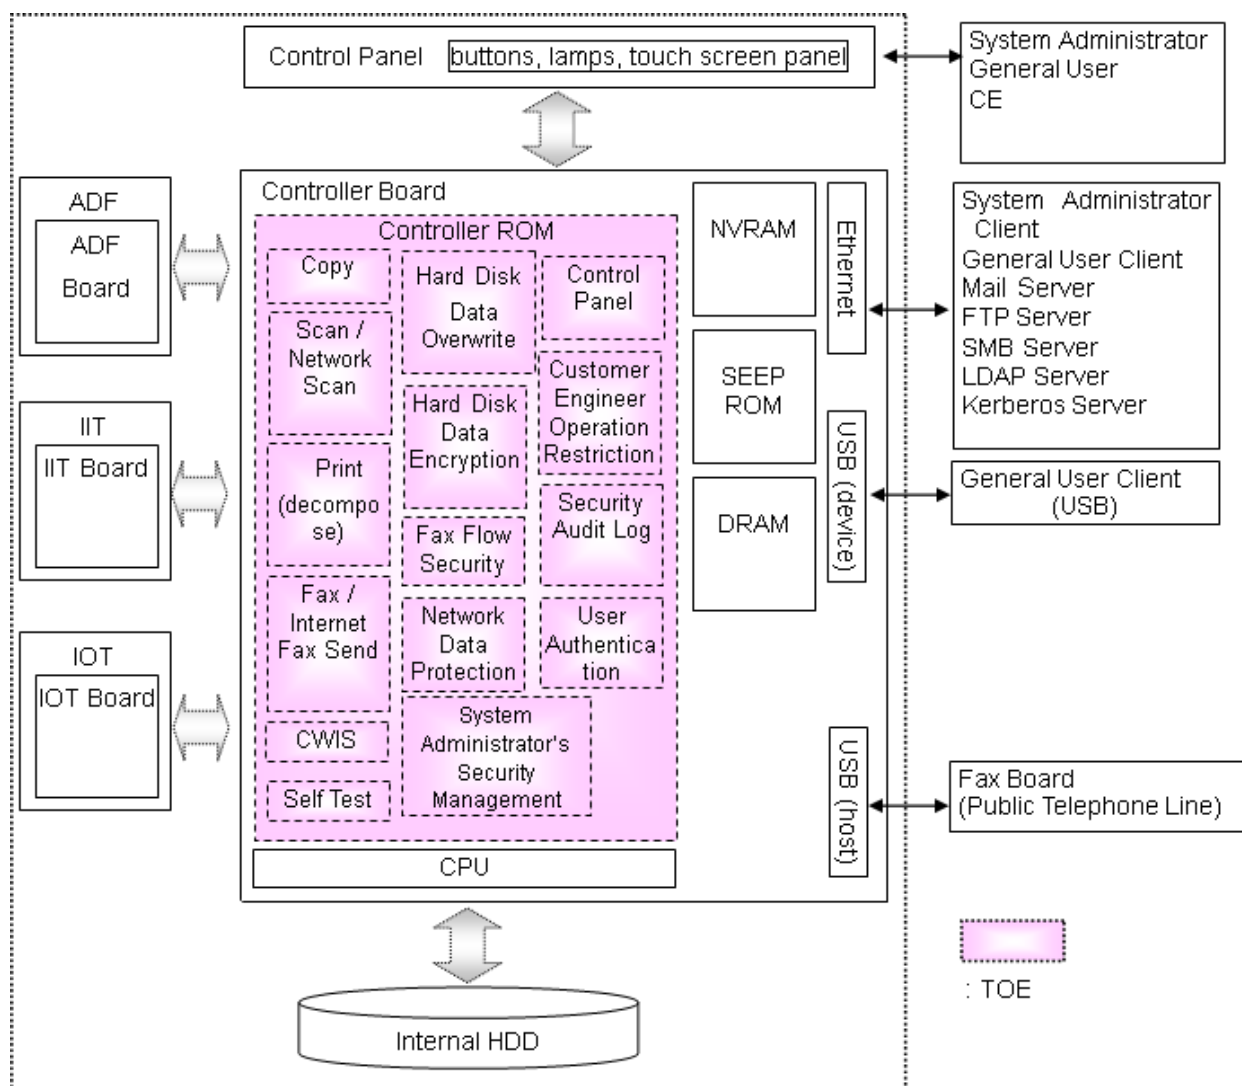 Control Panel
buttons, lamps, touch screen panel
System Administrator
General User
CE
ADF
ADF
Board
IIT
IIT Board
IOT
IOT Board
Controller Board
Controller ROM
Copy
Scan /
Network
Scan
Print
(decompo
se)
Fax /
Internet
Fax Send
CWIS
Self Test
Hard Disk
Data
Overwrite
Hard Disk
Data
Encryption
Fax Flow
Security
Network
Data
Protection
System
Administrator's
Security
Management
Control
Panel
Customer
Engineer
Operation
Restriction
Security
Audit Log
User
Authentica
tion
CPU
NVRAM
SEEP
ROM
DRAM
Ethernet
USB (device)
USB (host)
System Administrator
Client
General User Client
Mail Server
FTP Server
SMB Server
LDAP Server
Kerberos Server
General User Client
(USB)
Fax Board
(Public Telephone Line)
: TOE
Internal HDD